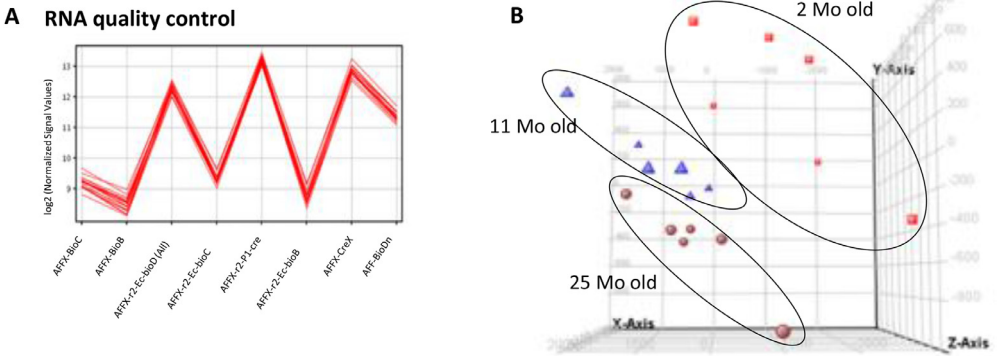 A
RNA quality control
log2 (Normalized Signal Values)
13
12
11
10
9
AFFX-BioC
AFFX-BioB
AFFX-r2-Ec-bioD (All)
AFFX-r2-Ec-bioC
AFFX-r2-P1-cre
AFFX-r2-Ec-bioB
AFFX-CreX
AFF-BioDn
B
2 Mo old
11 Mo old
25 Mo old
Y-Axis
X-Axis
Z-Axis
600
400
200
0
-200
-400
-600
-800